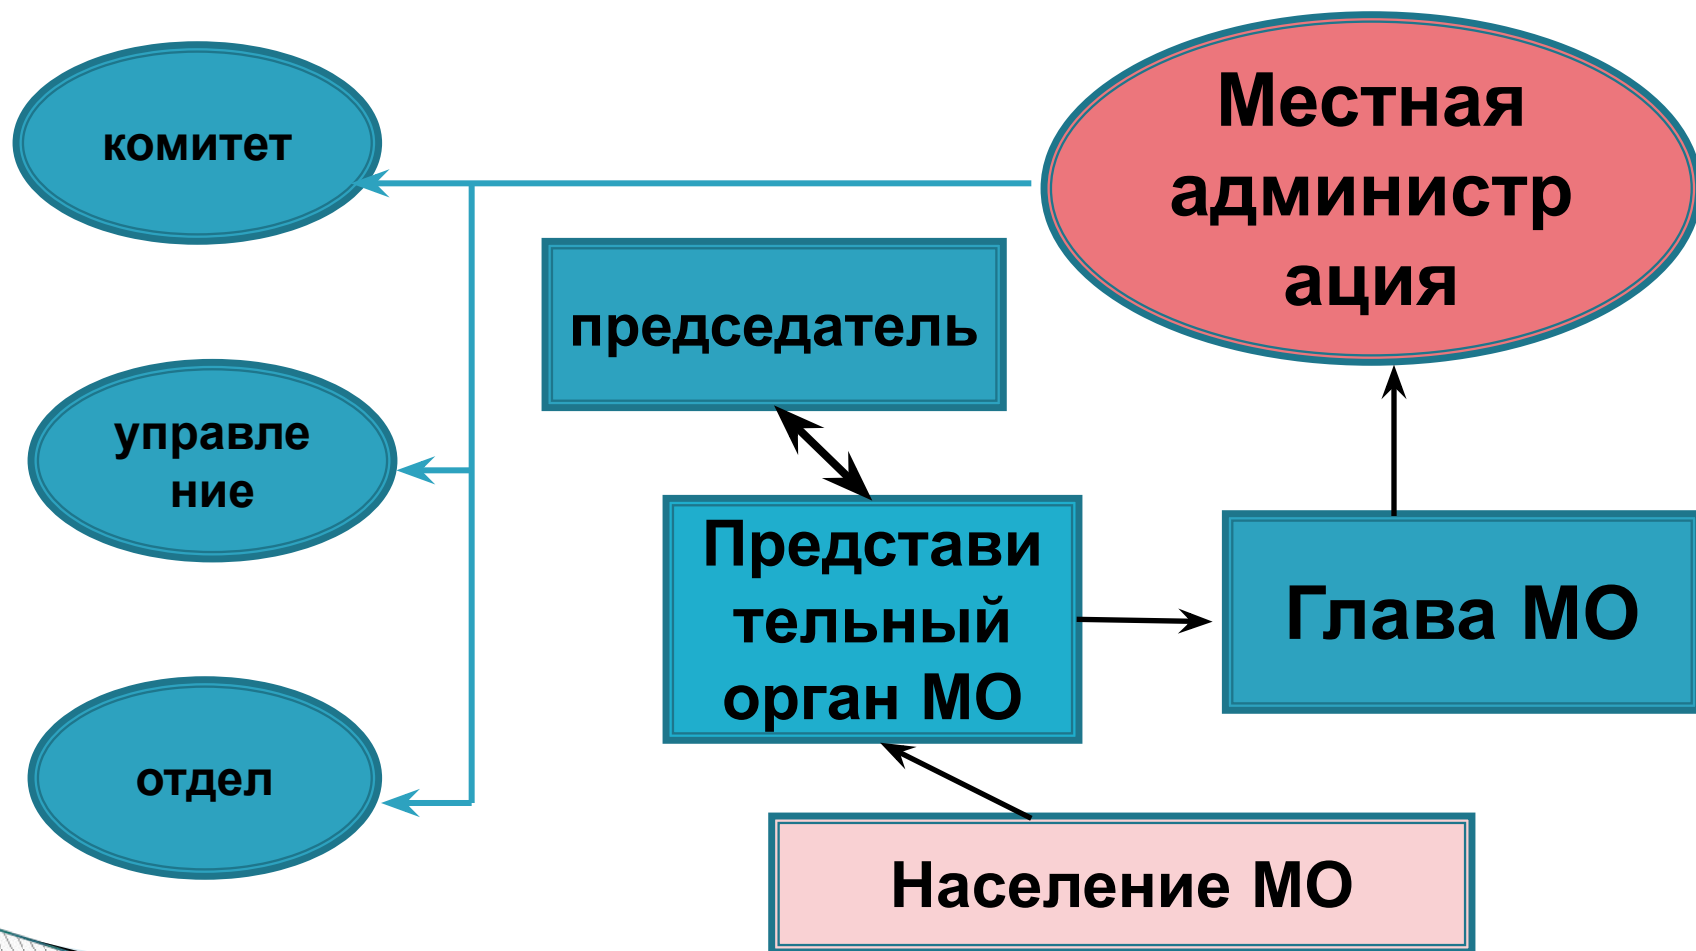 комитет
Местная
администр
ация
председатель
управле
ние
Представи
тельный
орган МО
Глава МО
отдел
Население МО